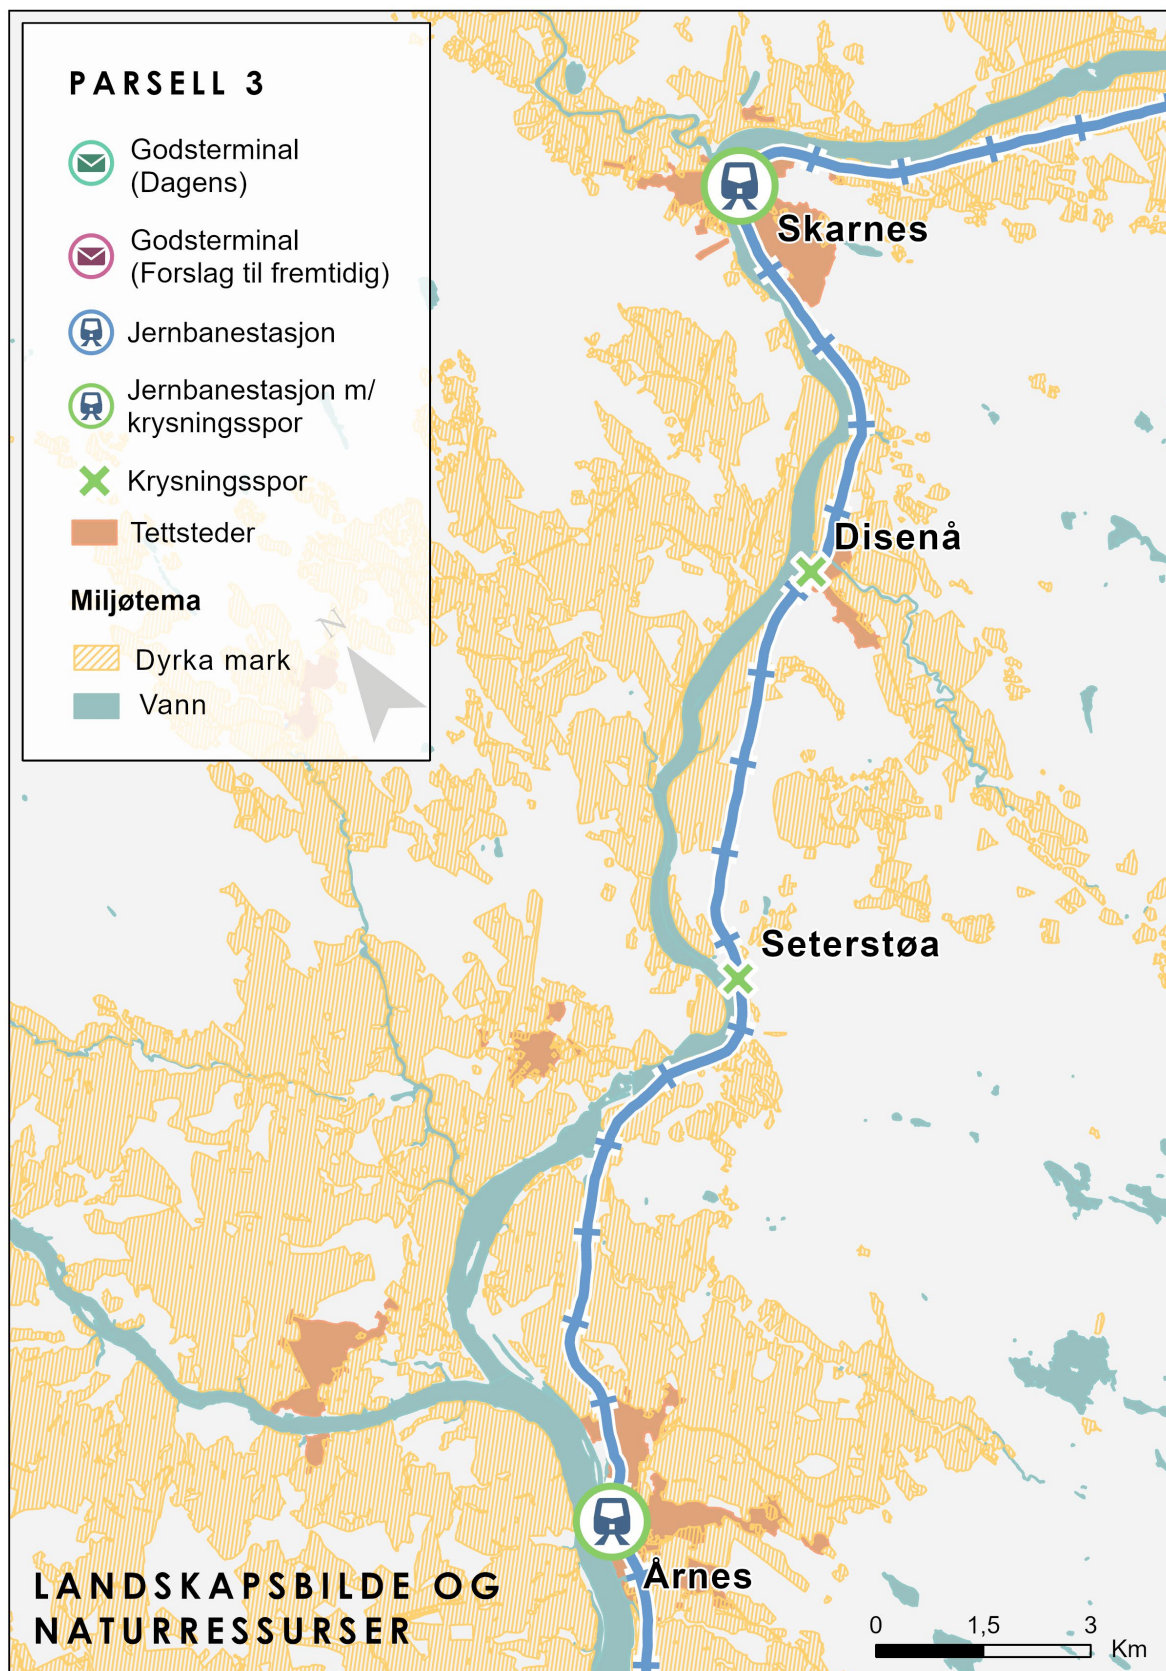 PARSELL 3
Godsterminal
(Dagens)
Godsterminal
(Forslag til fremtidig)
Jernbanestasjon
Jernbanestasjon m/
krysningsspor
Krysningsspor
Tettsteder
Miljøtema
N
Dyrka mark
Vann
Skarnes
Disenå
Seterstøa
Årnes
LANDSKAPSBILDE OG
NATURRESSURSER
0 1,5 3
Km